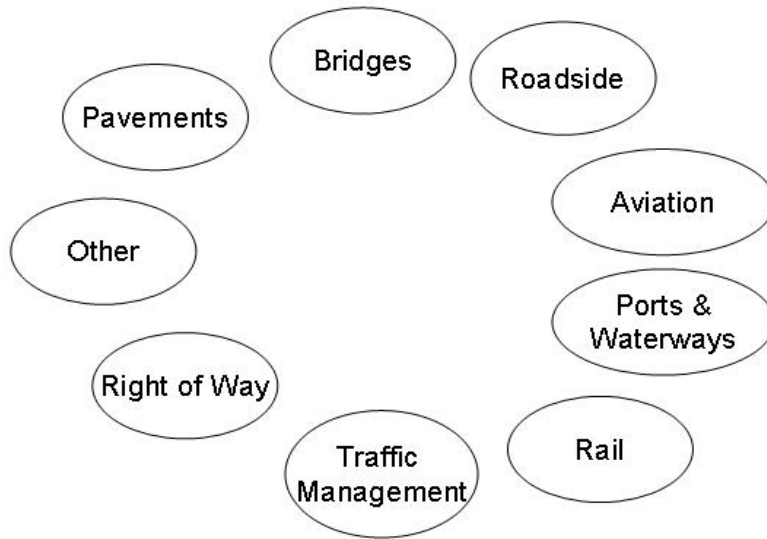 Bridges
Roadside
Pavements
Aviation
Other
Ports &
Waterways
Right of Way
Rail
Traffic
Management